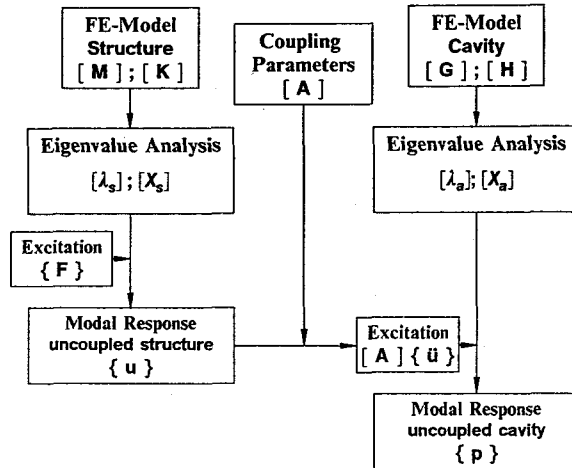 FE-Model
Structure
[ M ] ; [ K ]
Coupling
Parameters
[ A ]
FE-Model
Cavity
[ G ] ; [ H ]
Eigenvalue Analysis
[λs] ; [Xs]
Eigenvalue Analysis
[λa]; [Xa]
Excitation
{ F }
Modal Response
uncoupled structure
{ u }
Excitation
[ A ] { ü }
Modal Response
uncoupled cavity
{ p }